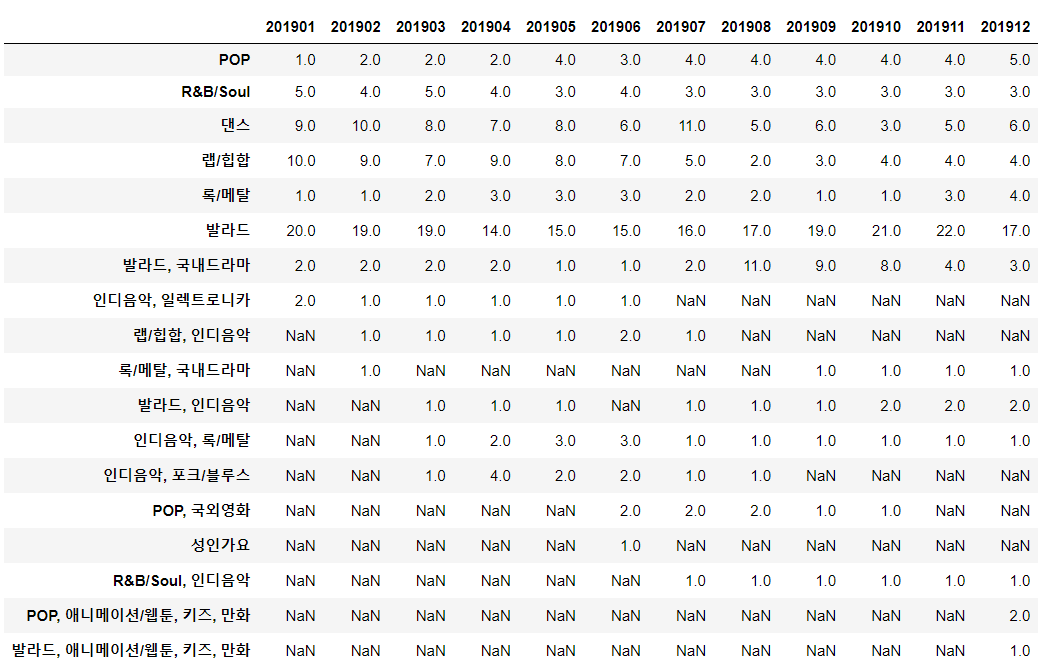 201901 201902 201903 201904 201905 201906 201907 201908 201909 201910 201911 201912
POP 1.0 2.0 2.0 2.0 4.0 3.0 4.0 4.0 4.0 4.0 4.0 5.0
R&B/Soul 5.0 4.0 5.0 4.0 3.0 4.0 3.0 3.0 3.0 3.0 3.0 3.0
댄스 9.0 10.0 8.0 7.0 8.0 6.0 11.0 5.0 6.0 3.0 5.0 6.0
랩/힙합 10.0 9.0 7.0 9.0 8.0 7.0 5.0 2.0 3.0 4.0 4.0 4.0
록/메탈 1.0 1.0 2.0 3.0 3.0 3.0 2.0 2.0 1.0 1.0 3.0 4.0
발라드 20.0 19.0 19.0 14.0 15.0 15.0 16.0 17.0 19.0 21.0 22.0 17.0
발라드, 국내드라마 2.0 2.0 2.0 2.0 1.0 1.0 2.0 11.0 9.0 8.0 4.0 3.0
인디음악, 일렉트로니카 2.0 1.0 1.0 1.0 1.0 1.0 NaN NaN NaN NaN NaN NaN
랩/힙합, 인디음악 NaN 1.0 1.0 1.0 1.0 2.0 1.0 NaN NaN NaN NaN NaN
록/메탈, 국내드라마 NaN 1.0 NaN NaN NaN NaN NaN NaN 1.0 1.0 1.0 1.0
발라드, 인디음악 NaN NaN 1.0 1.0 1.0 NaN 1.0 1.0 1.0 2.0 2.0 2.0
인디음악, 록/메탈 NaN NaN 1.0 2.0 3.0 3.0 1.0 1.0 1.0 1.0 1.0 1.0
인디음악, 포크/블루스 NaN NaN 1.0 4.0 2.0 2.0 1.0 1.0 NaN NaN NaN NaN
POP, 국외영화 NaN NaN NaN NaN NaN 2.0 2.0 2.0 1.0 1.0 NaN NaN
성인가요 NaN NaN NaN NaN NaN 1.0 NaN NaN NaN NaN NaN NaN
R&B/Soul, 인디음악 NaN NaN NaN NaN NaN NaN 1.0 1.0 1.0 1.0 1.0 1.0
POP, 애니메이션/웹툰, 키즈, 만화 NaN NaN NaN NaN NaN NaN NaN NaN NaN NaN NaN 2.0
발라드, 애니메이션/웹툰, 키즈, 만화 NaN NaN NaN NaN NaN NaN NaN NaN NaN NaN NaN 1.0